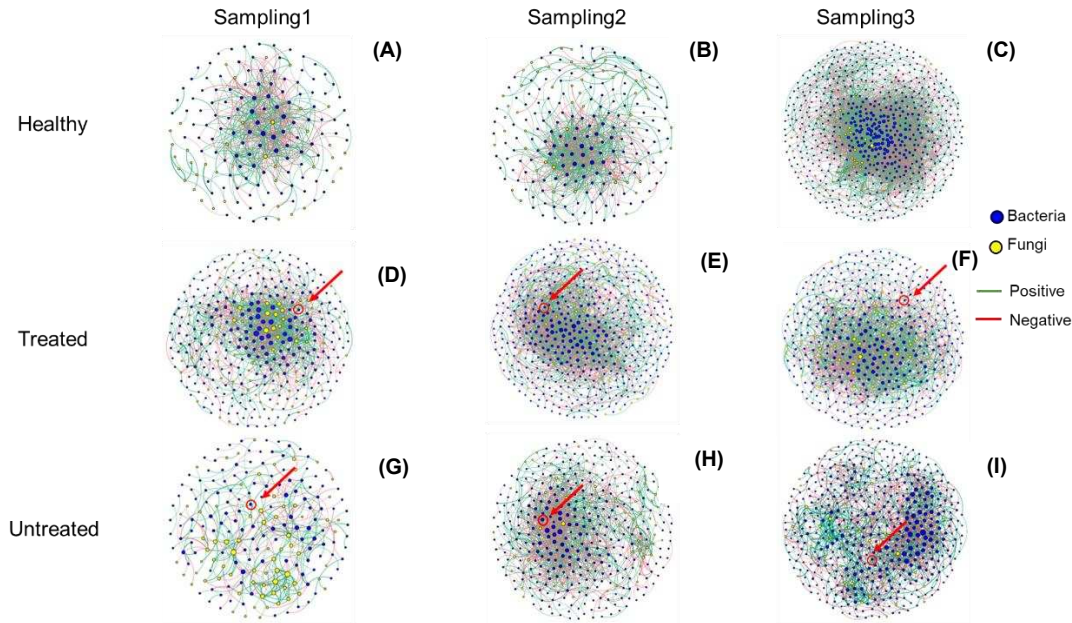 Sampling1 Sampling2 Sampling3
(A) (B) (C)
Healthy
Bacteria
Fungi
(D) (E) (F)
Positive
Negative
Treated
(G) (H) (I)
Untreated